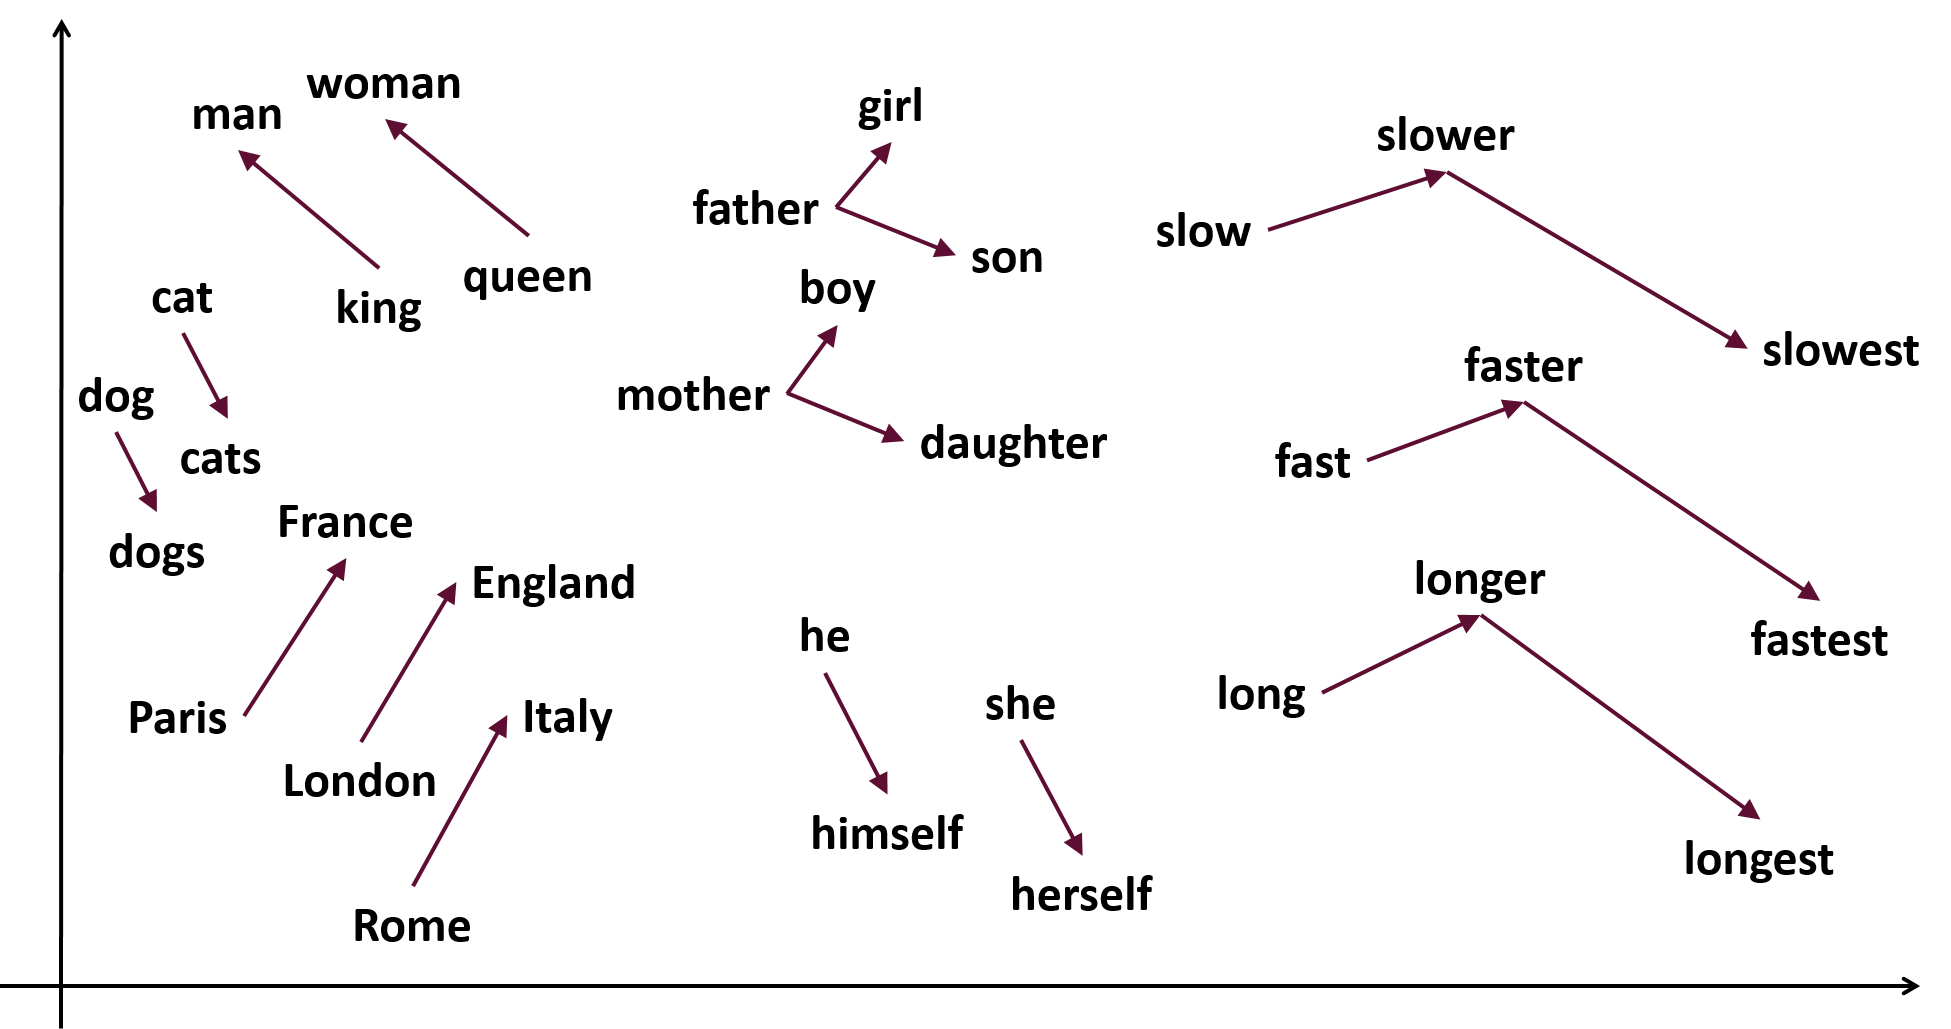 woman
man
queen
king
cat
cats
dog
dogs
France
England
Paris
Italy
London
Rome
girl
father
son
boy
mother
daughter
he
she
himself
herself
slower
slow
slowest
faster
fast
fastest
longer
long
longest